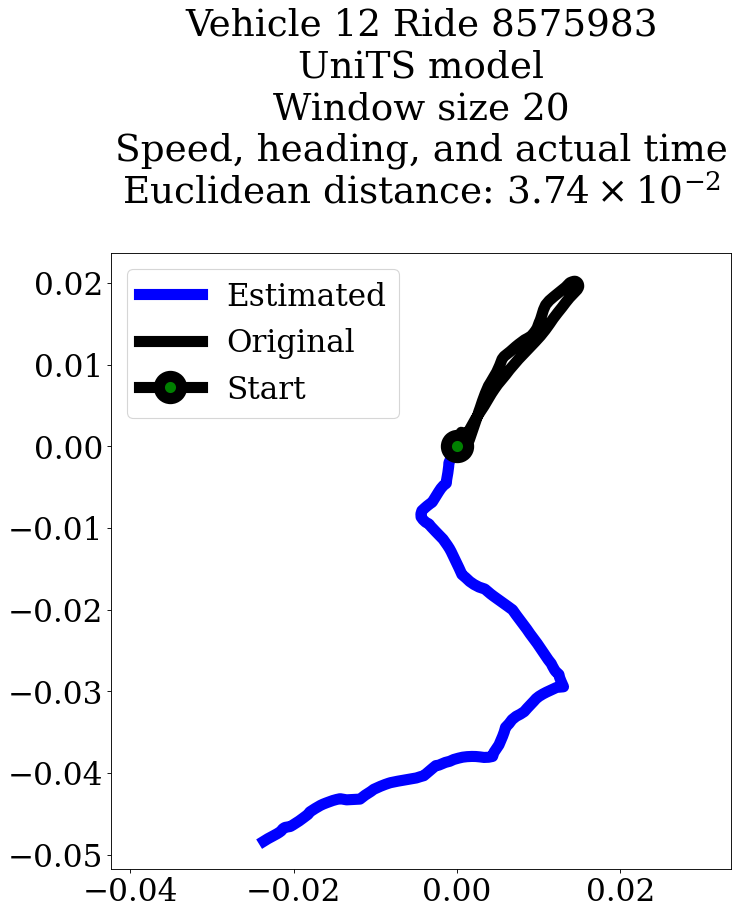 Vehicle 12 Ride 8575983
UniTS model
Window size 20
Speed, heading, and actual time
Euclidean distance: 3.74 × 10⁻²
Estimated
Original
Start
0.02
0.01
0.00
−0.01
−0.02
−0.03
−0.04
−0.05
−0.04
−0.02
0.00
0.02